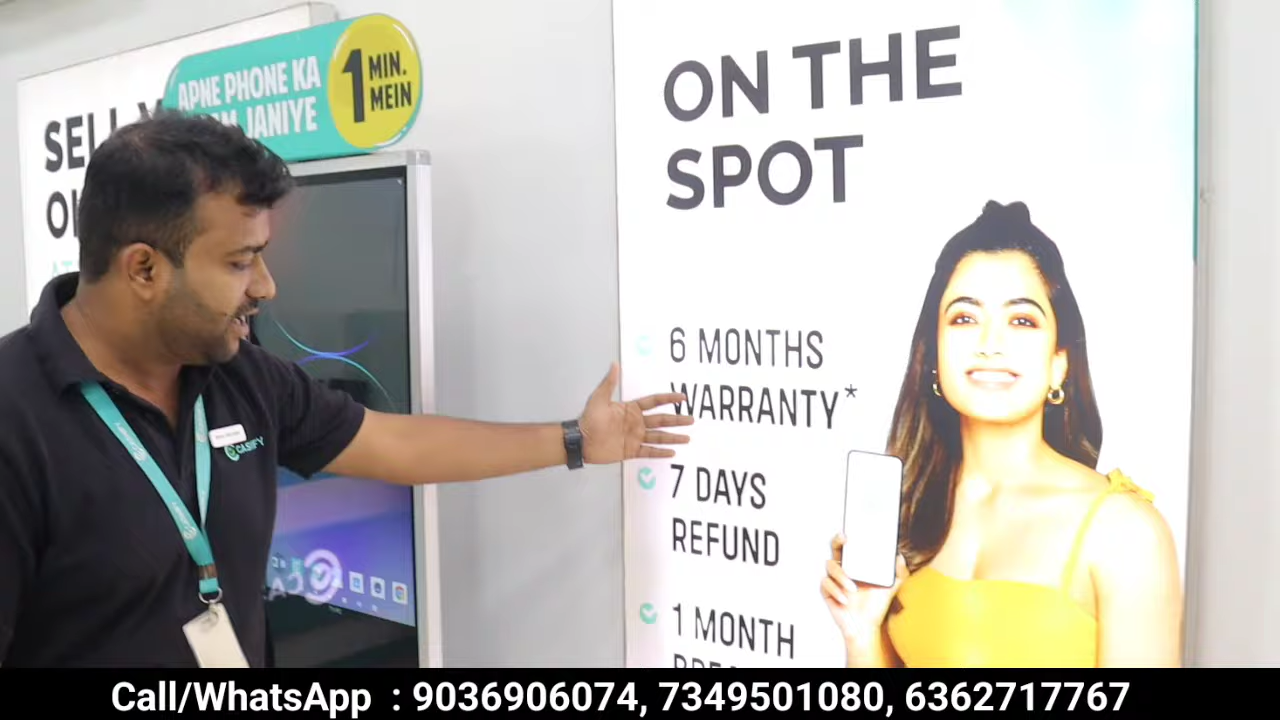 SELL
APNE PHONE KA
JANIYE
1 MIN.
MEIN
ON THE
SPOT
6 MONTHS
WARRANTY*
7 DAYS
REFUND
1 MONTH
CASHIFY
Call/WhatsApp : 9036906074, 7349501080, 6362717767